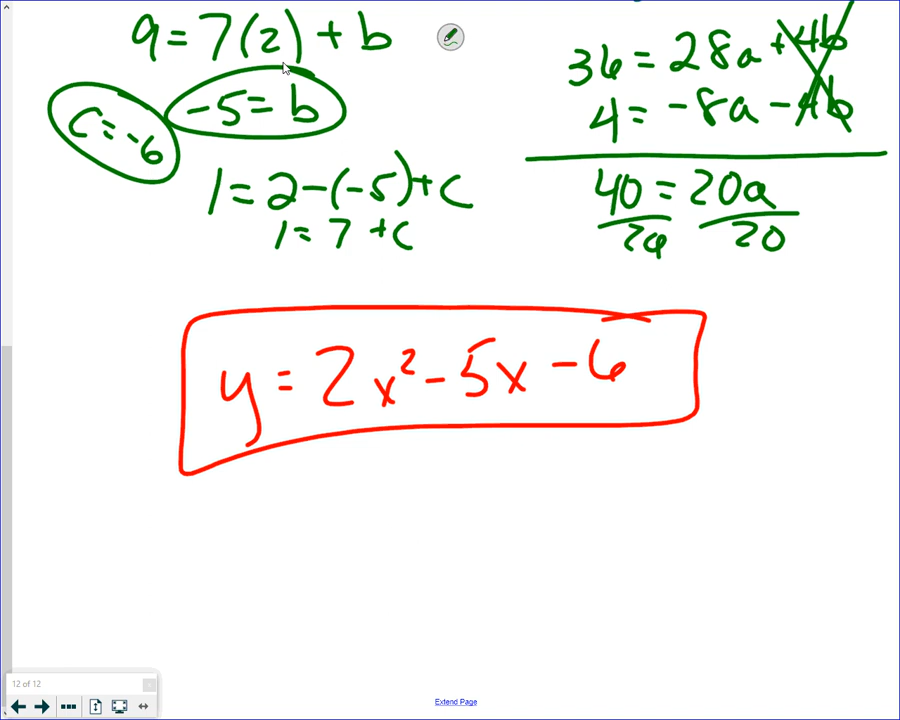 9 = 7(2) + b
-5 = b
c = -6
1 = 2 - (-5) + c
1 = 7 + c
36 = 28a + 4b
4 = -8a - 4b
40 = 20a
20 20
y = 2x² - 5x - 6
12 of 12
Extend Page